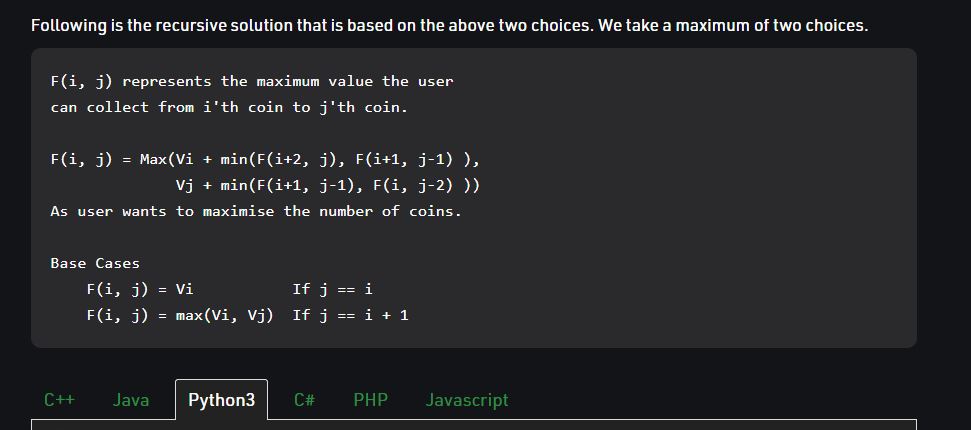 Following is the recursive solution that is based on the above two choices. We take a maximum of two choices.
F(i, j) represents the maximum value the user
can collect from i'th coin to j'th coin.
F(i, j) = Max(Vi + min(F(i+2, j), F(i+1, j-1) ),
Vj + min(F(i+1, j-1), F(i, j-2) ))
As user wants to maximise the number of coins.
Base Cases
F(i, j) = Vi If j == i
F(i, j) = max(Vi, Vj) If j == i + 1
C++ Java Python3 C# PHP Javascript